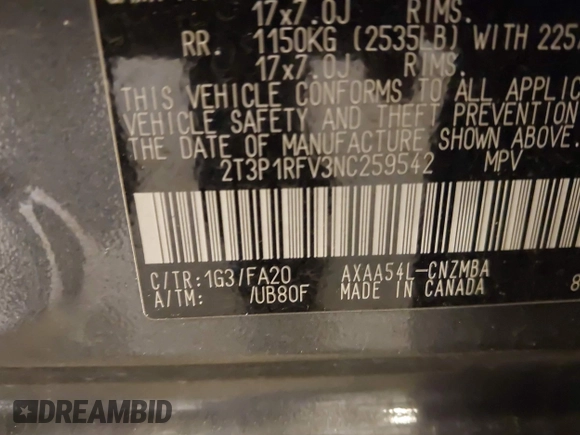 17x7.0J RIMS.
RR. 1150KG (2535LB) WITH 225
17x7.0J RIMS.
THIS VEHICLE CONFORMS TO ALL APPLIC
VEHICLE SAFETY AND THEFT PREVENTION
THE DATE OF MANUFACTURE SHOWN ABOVE.
2T3P1RFV3NC259542 MPV
C/TR:1G3/FA20 AXAA54L-CNZMBA
A/TM: /UB80F MADE IN CANADA 8
DREAMBID